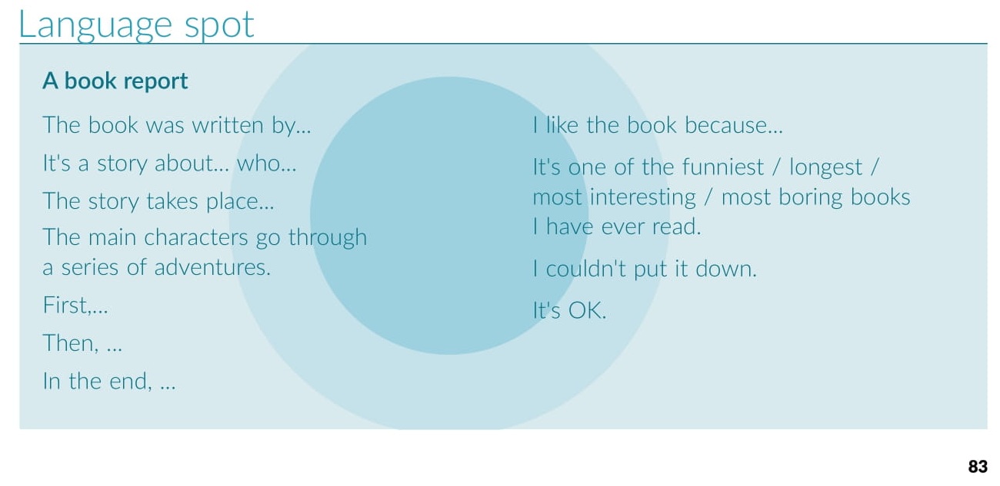 Language spot
A book report
The book was written by...
It's a story about... who...
The story takes place...
The main characters go through
a series of adventures.
First,...
Then, ...
In the end, ...
I like the book because...
It's one of the funniest / longest /
most interesting / most boring books
I have ever read.
I couldn't put it down.
It's OK.
83